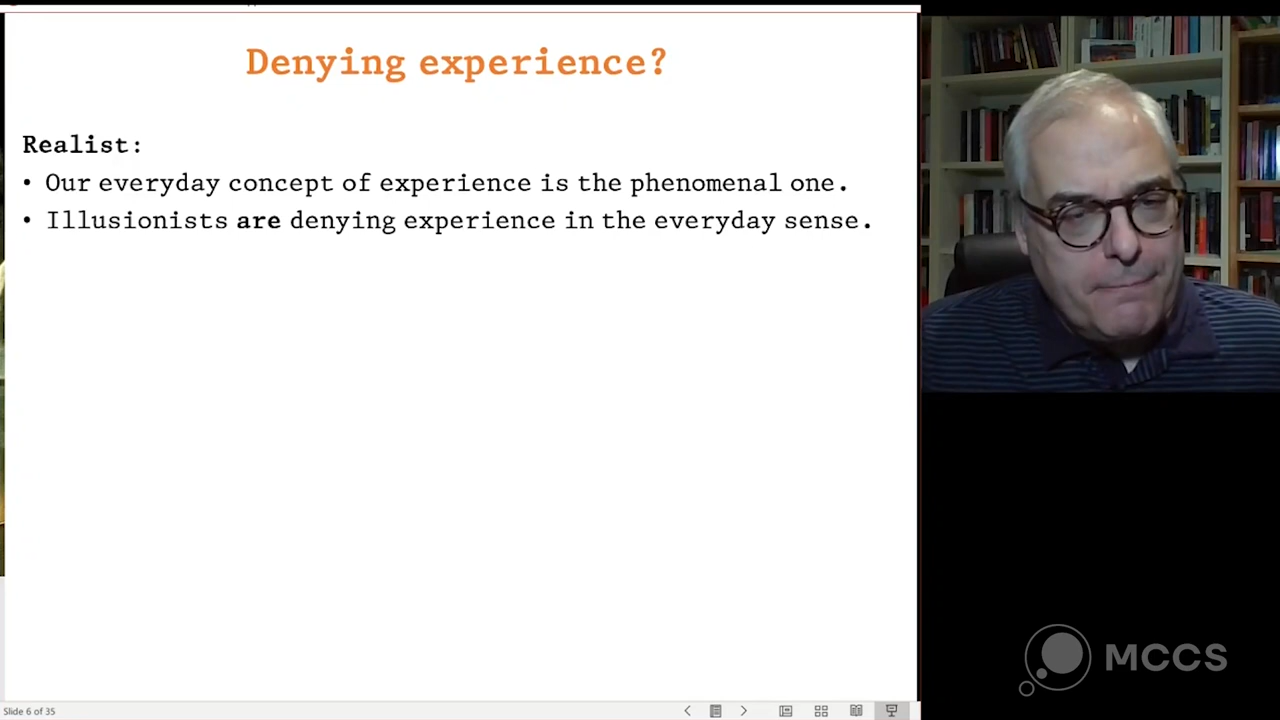 Denying experience?
Realist:
• Our everyday concept of experience is the phenomenal one.
• Illusionists are denying experience in the everyday sense.
MCCS
Slide 6 of 35